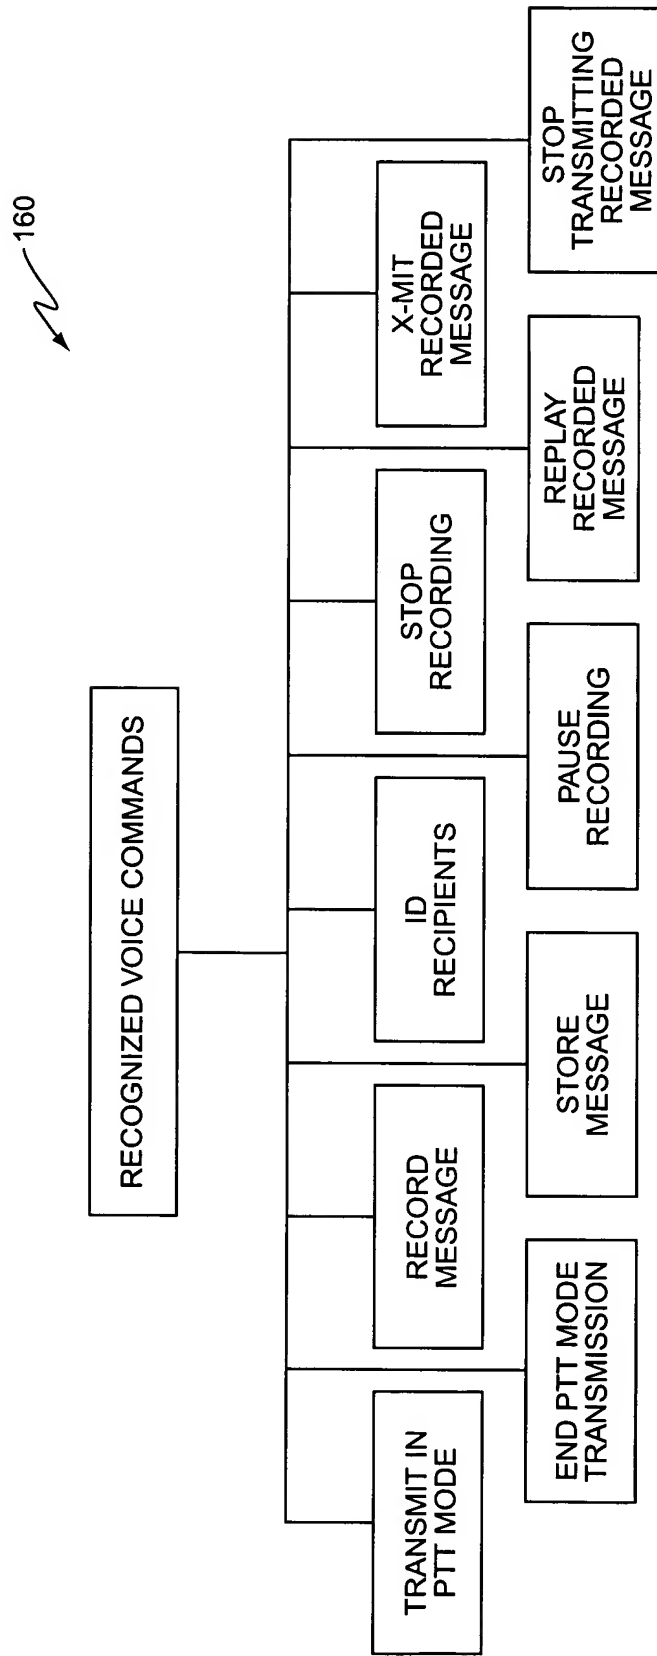 160
RECOGNIZED VOICE COMMANDS
TRANSMIT IN
PTT MODE
RECORD
MESSAGE
ID
RECIPIENTS
STOP
RECORDING
X-MIT
RECORDED
MESSAGE
END PTT MODE
TRANSMISSION
STORE
MESSAGE
PAUSE
RECORDING
REPLAY
RECORDED
MESSAGE
STOP
TRANSMITTING
RECORDED
MESSAGE